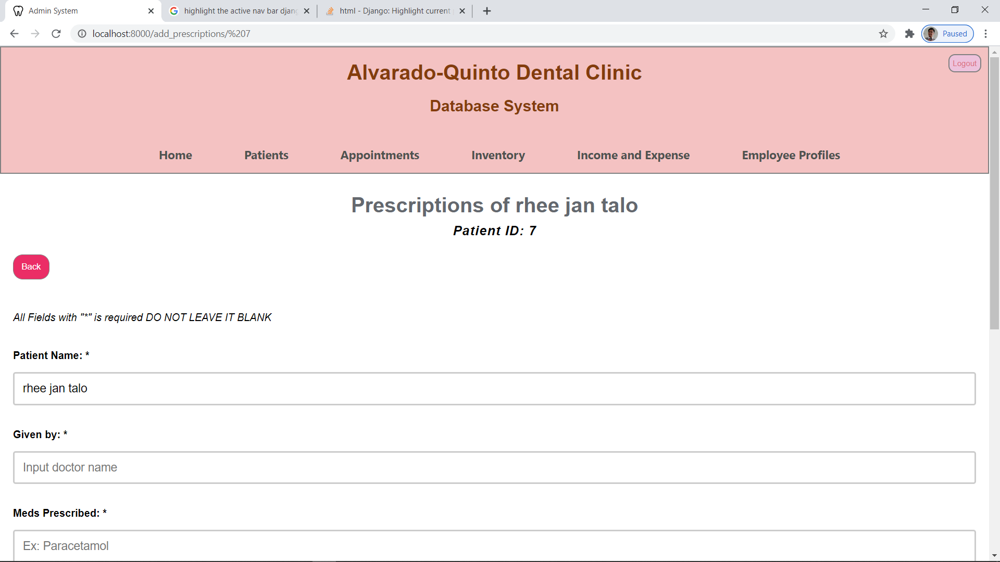 Admin System
highlight the active nav bar djang
html - Django: Highlight current
localhost:8000/add_prescriptions/%207
Paused
Logout
Alvarado-Quinto Dental Clinic
Database System
Home Patients Appointments Inventory Income and Expense Employee Profiles
Prescriptions of rhee jan talo
Patient ID: 7
Back
All Fields with "*" is required DO NOT LEAVE IT BLANK
Patient Name: *
rhee jan talo
Given by: *
Input doctor name
Meds Prescribed: *
Ex: Paracetamol